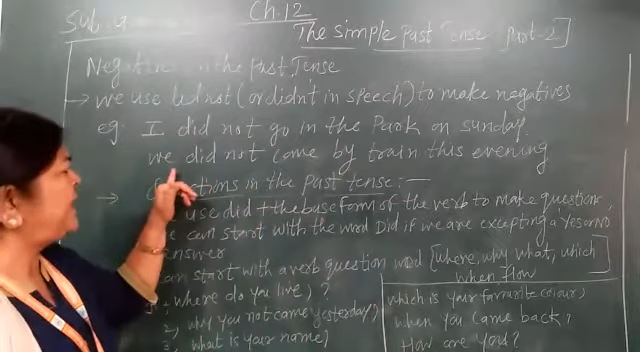 Sub.
Ch.12
The Simple Past Tense Part-2]
Negatives in the Past Tense
→ we use did not (or didn't in speech) to make negatives
eg: I did not go in the Park on sunday.
we did not come by train this evening
→ Questions in the Past tense:—
use did + the base form of the verb to make questions,
can start with the word Did if we are excepting a Yes or No
answer
can start with a verb question word [where, why what, which
when, How]
1, where do you live) ?
2, why you not came yesterday)
3, what is your name)
which is your favourite colour)
when you came back ?
How are you?